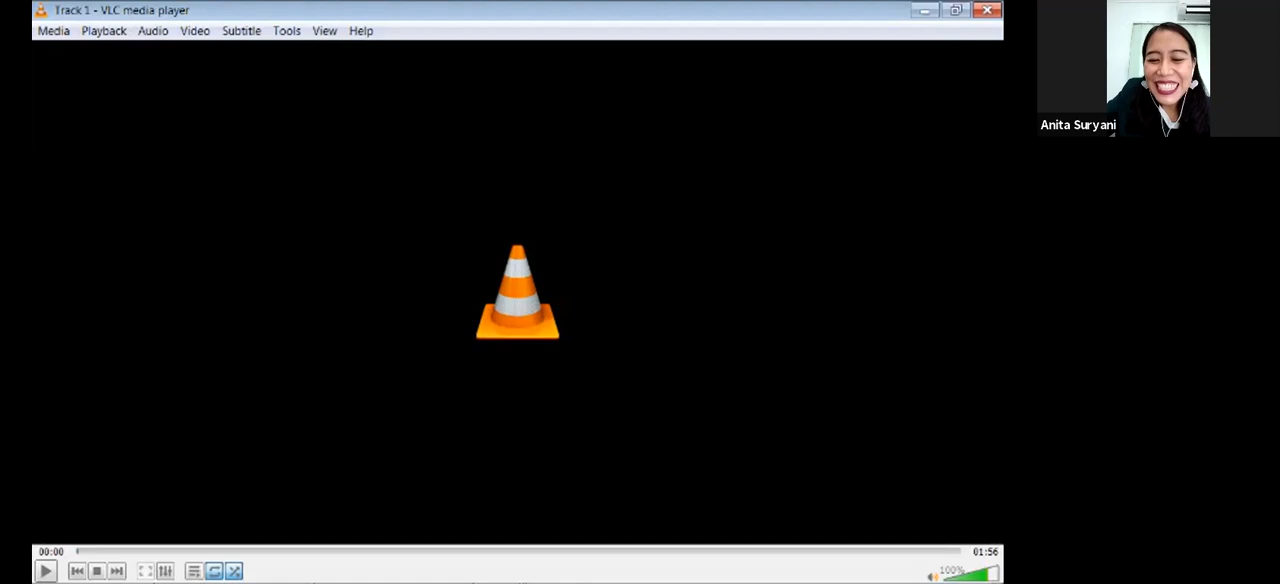 Track 1 - VLC media player
Media Playback Audio Video Subtitle Tools View Help
Anita Suryani
00:00 01:56
100%